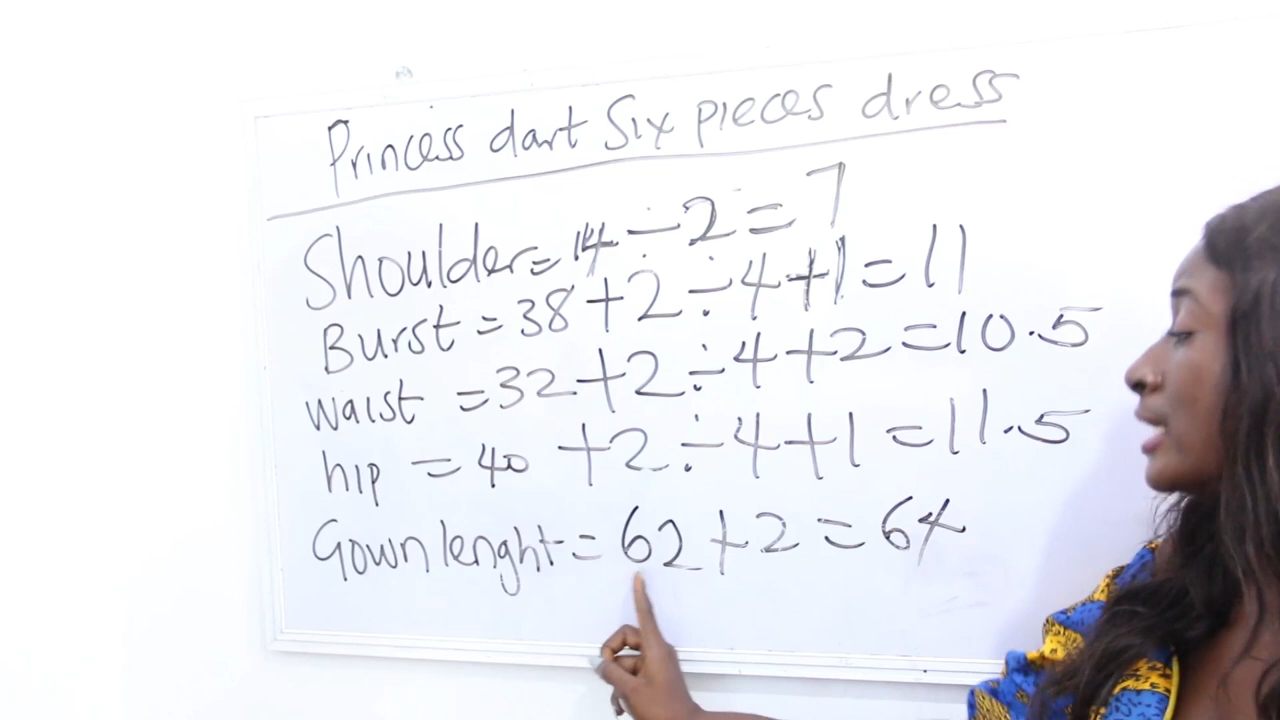 Princess dart Six pieces dress
Shoulder = 14 ÷ 2 = 7
Burst = 38 + 2 ÷ 4 + 1 = 11
waist = 32 + 2 ÷ 4 + 2 = 10.5
hip = 40 + 2 ÷ 4 + 1 = 11.5
Gown lenght = 62 + 2 = 64